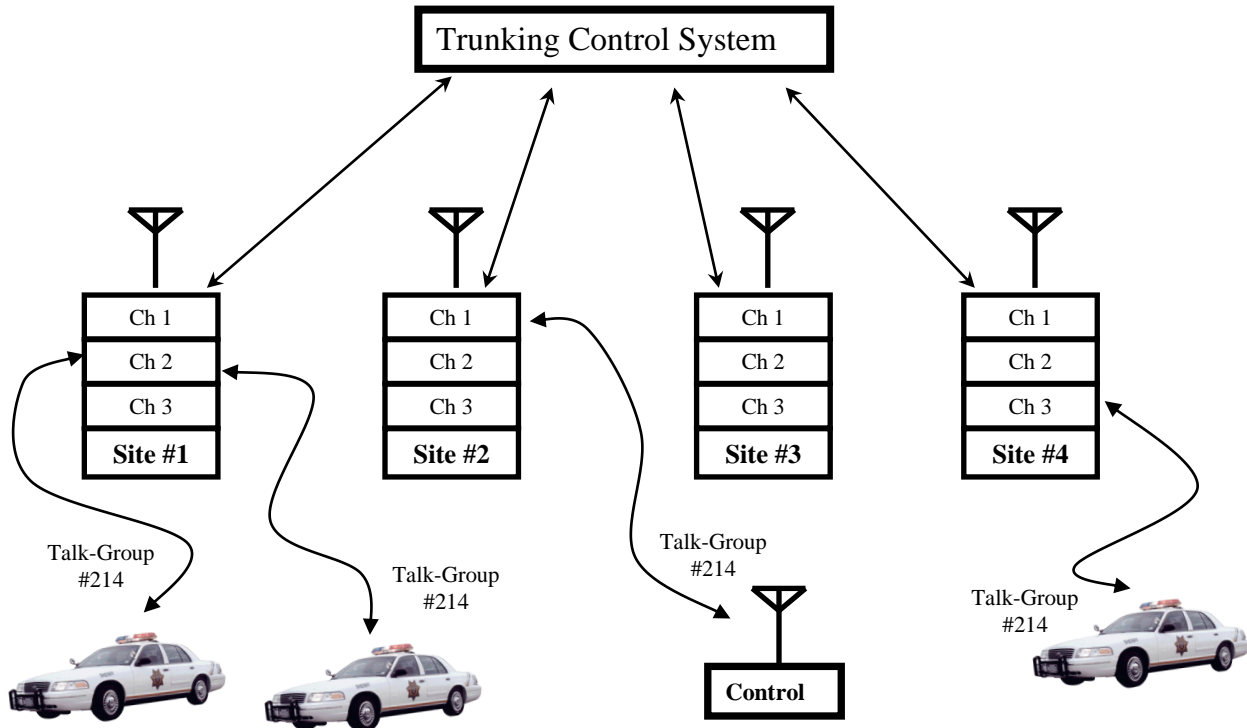 Trunking Control System
Ch 1
Ch 2
Ch 3
Site #1
Ch 1
Ch 2
Ch 3
Site #2
Ch 1
Ch 2
Ch 3
Site #3
Ch 1
Ch 2
Ch 3
Site #4
Talk-Group
#214
Talk-Group
#214
Talk-Group
#214
Talk-Group
#214
Control